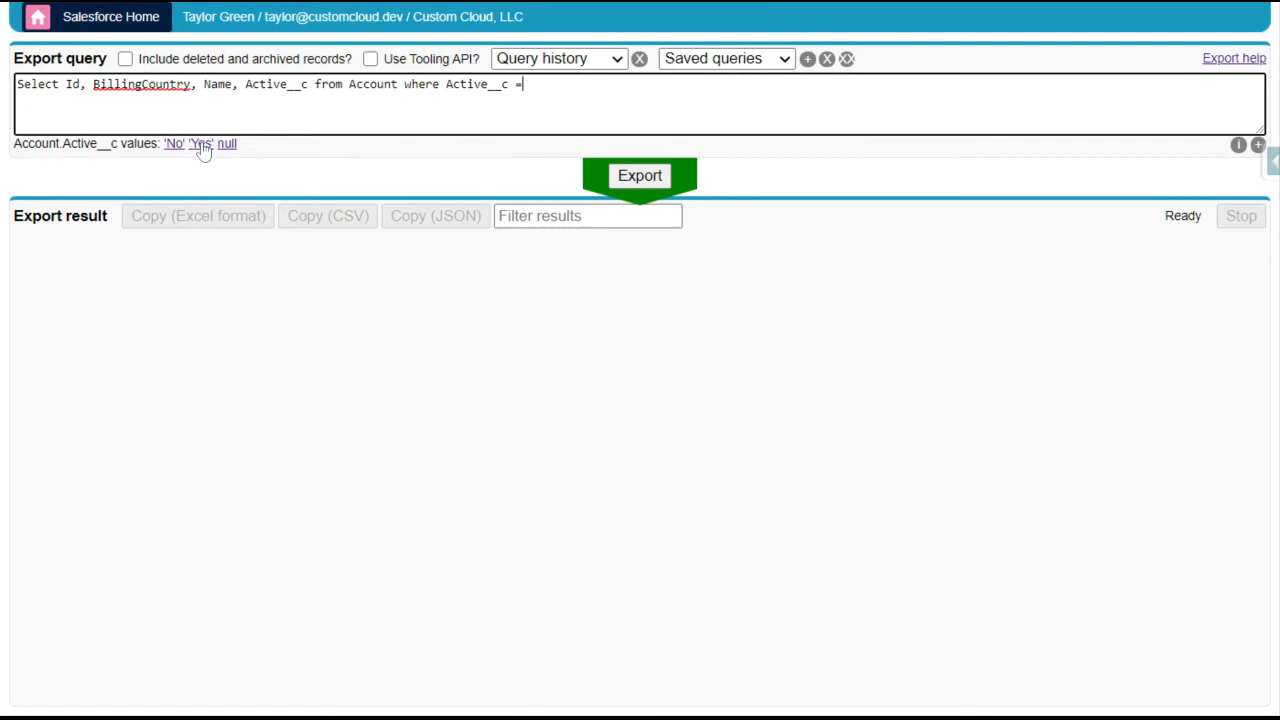 Salesforce Home Taylor Green / taylor@customcloud.dev / Custom Cloud, LLC
Export query Include deleted and archived records? Use Tooling API? Query history X Saved queries + X XX Export help
Select Id, BillingCountry, Name, Active__c from Account where Active__c =
Account.Active__c values: 'No' 'Yes' null i +
Export
Export result Copy (Excel format) Copy (CSV) Copy (JSON) Filter results Ready Stop